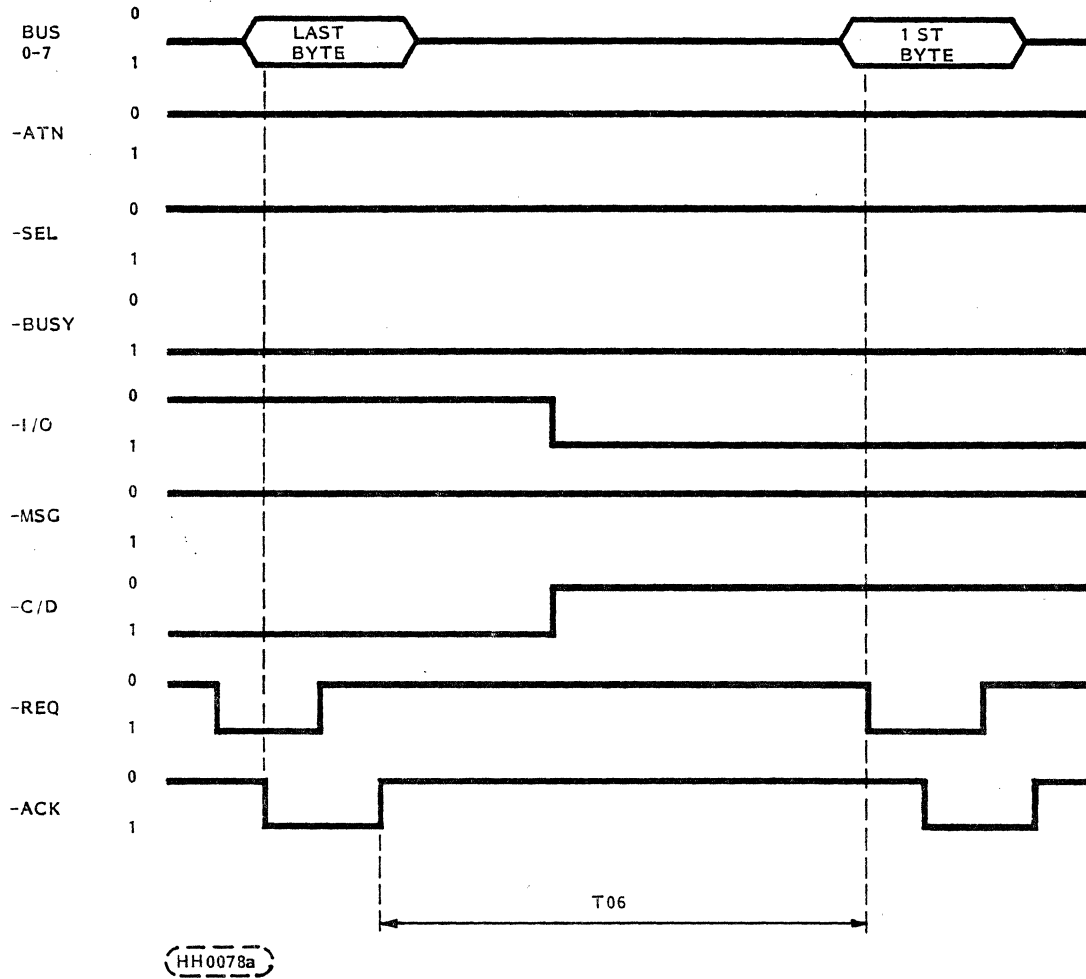 BUS
0-7
0
1
LAST
BYTE
1 ST
BYTE
-ATN
0
1
-SEL
0
1
-BUSY
0
1
-I/O
0
1
-MSG
0
1
-C/D
0
1
-REQ
0
1
-ACK
0
1
T06
HH0078a